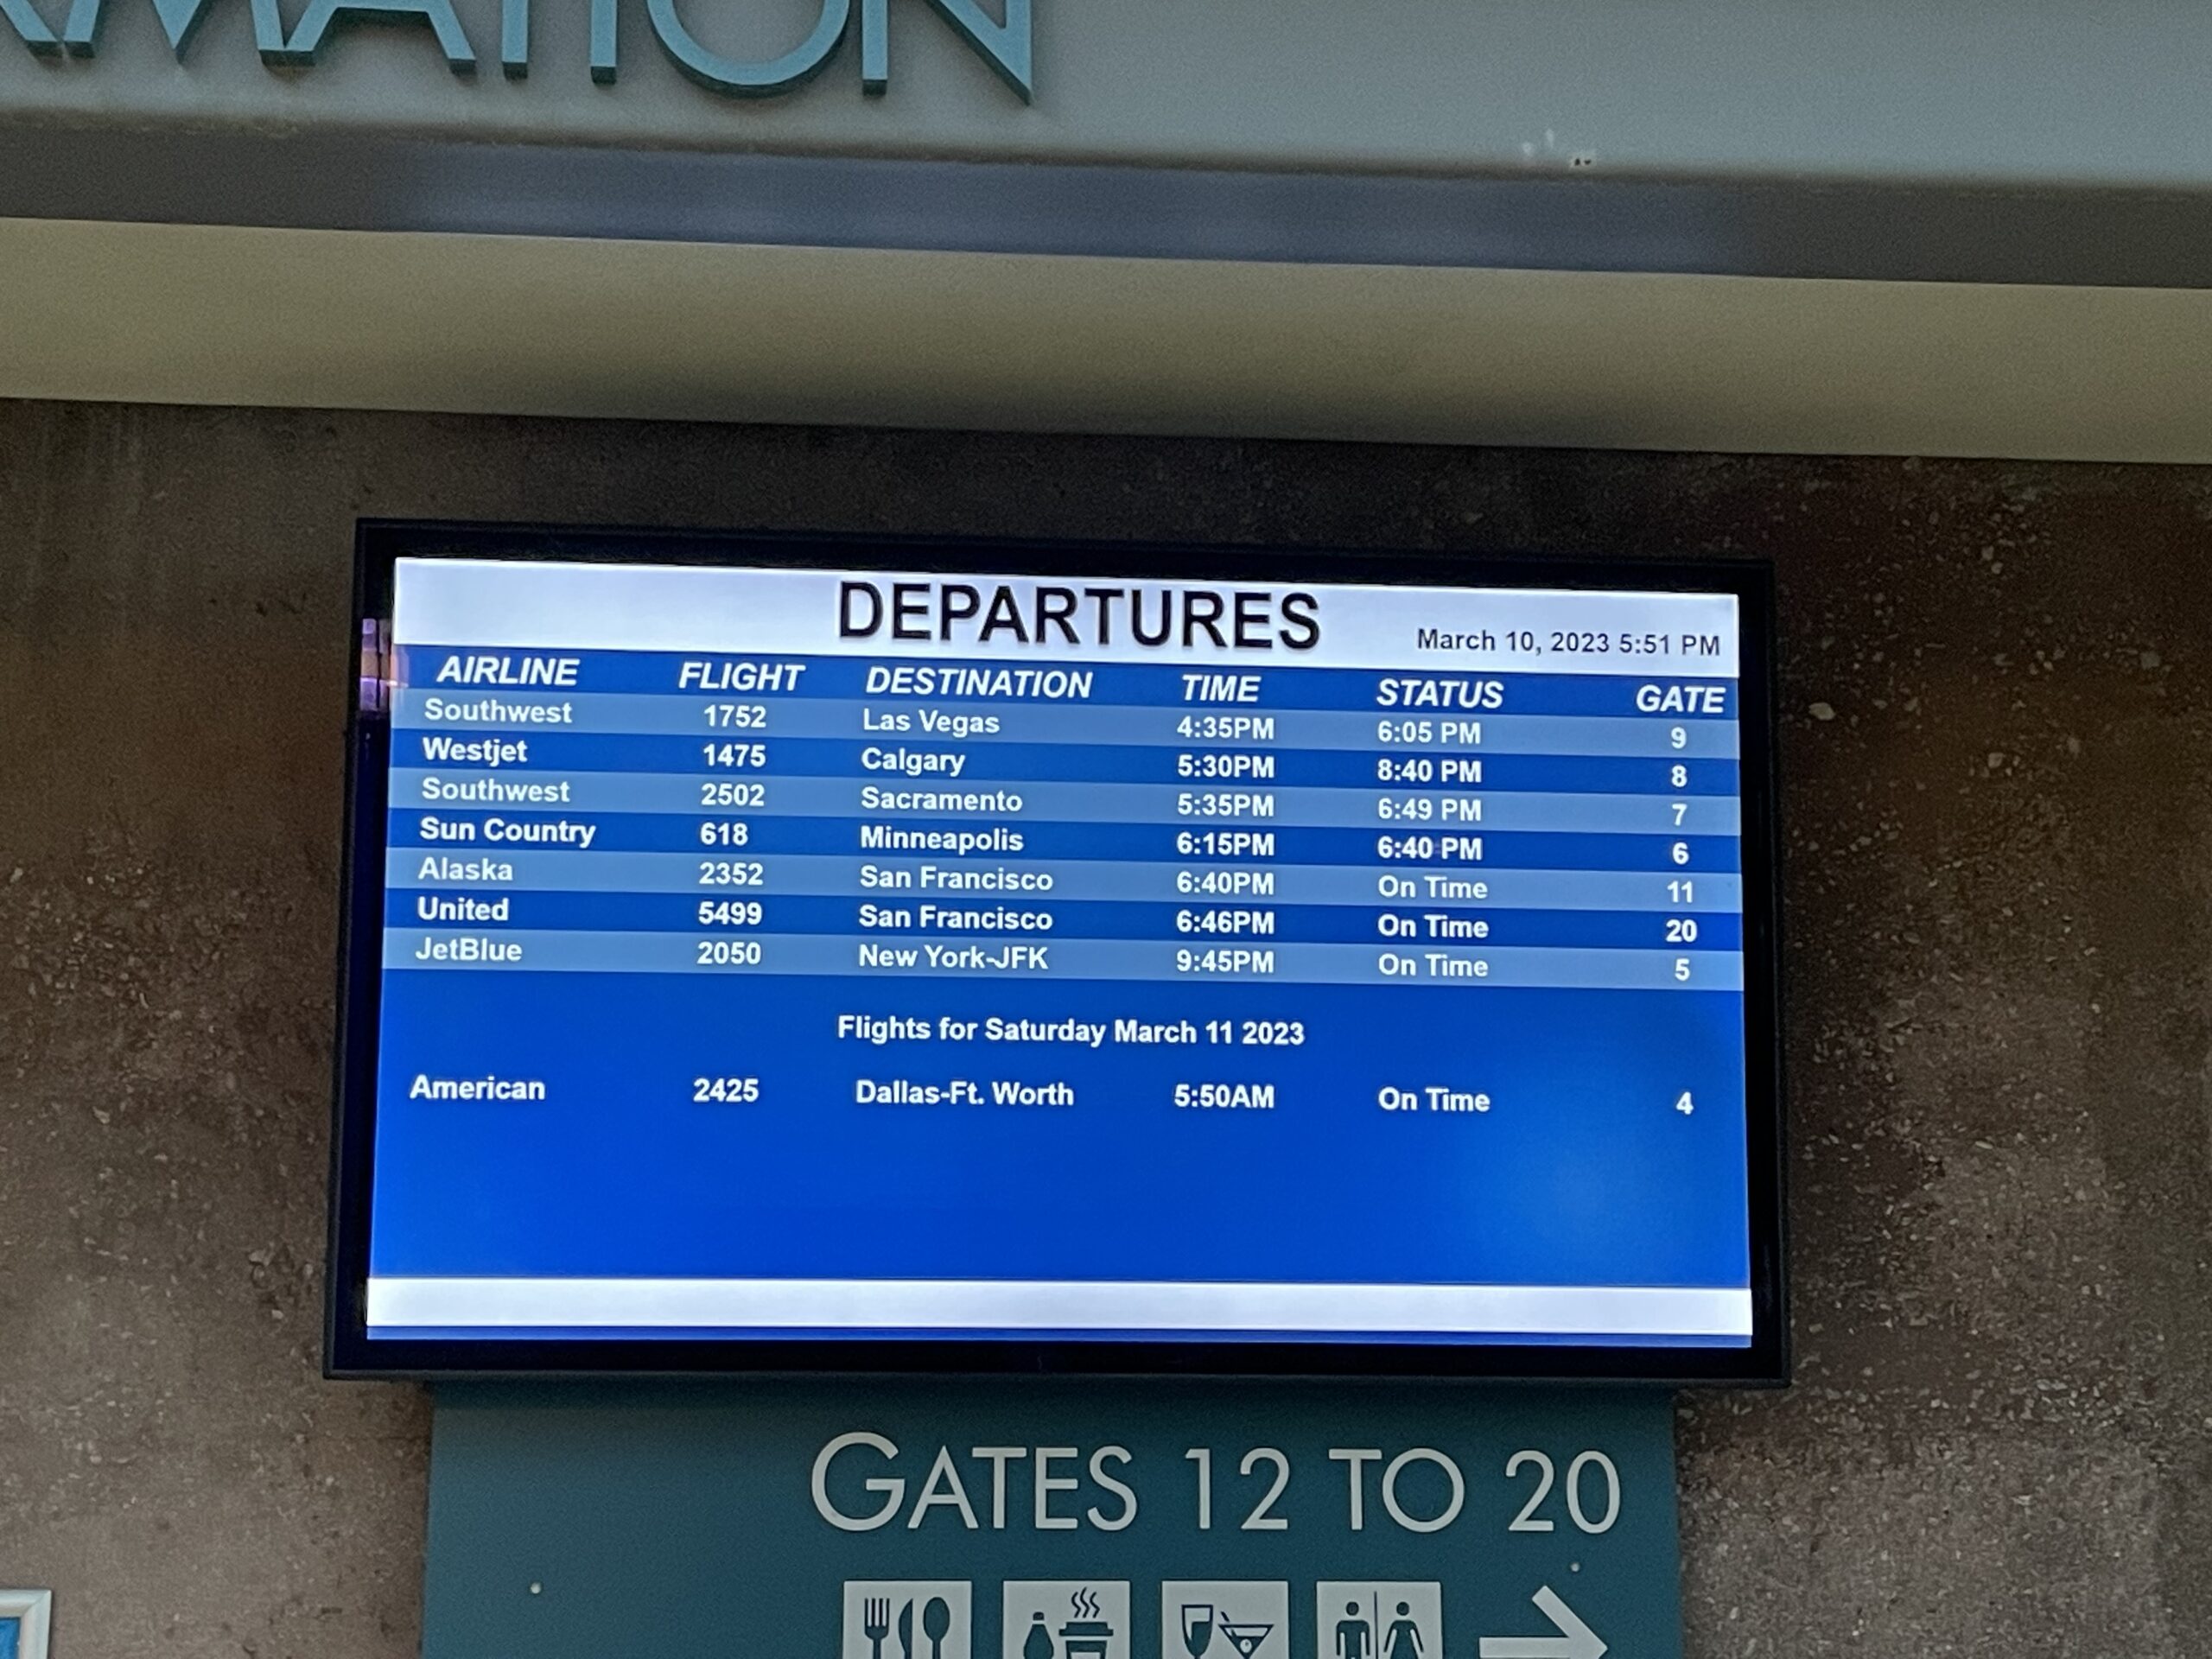 RMATION
DEPARTURES
March 10, 2023 5:51 PM
AIRLINE FLIGHT DESTINATION TIME STATUS GATE
Southwest 1752 Las Vegas 4:35PM 6:05 PM 9
Westjet 1475 Calgary 5:30PM 8:40 PM 8
Southwest 2502 Sacramento 5:35PM 6:49 PM 7
Sun Country 618 Minneapolis 6:15PM 6:40 PM 6
Alaska 2352 San Francisco 6:40PM On Time 11
United 5499 San Francisco 6:46PM On Time 20
JetBlue 2050 New York-JFK 9:45PM On Time 5
Flights for Saturday March 11 2023
American 2425 Dallas-Ft. Worth 5:50AM On Time 4
GATES 12 TO 20